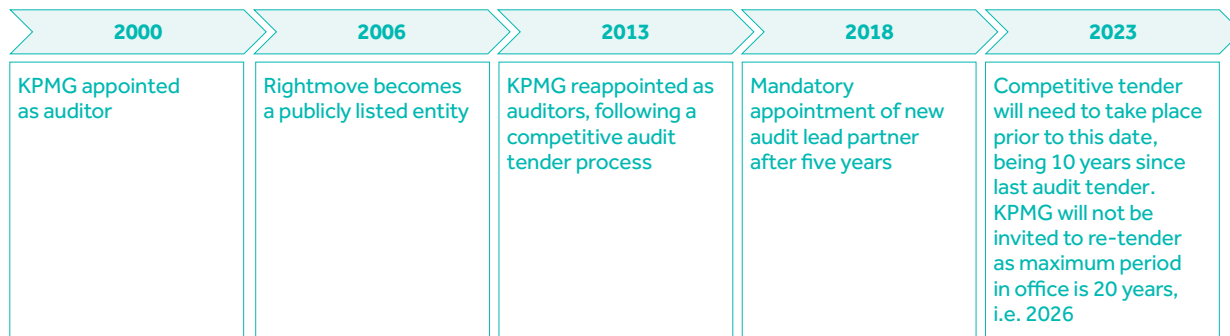 2000
2006
2013
2018
2023
KPMG appointed
as auditor
Rightmove becomes
a publicly listed entity
KPMG reappointed as
auditors, following a
competitive audit
tender process
Mandatory
appointment of new
audit lead partner
after five years
Competitive tender
will need to take place
prior to this date,
being 10 years since
last audit tender.
KPMG will not be
invited to re-tender
as maximum period
in office is 20 years,
i.e. 2026